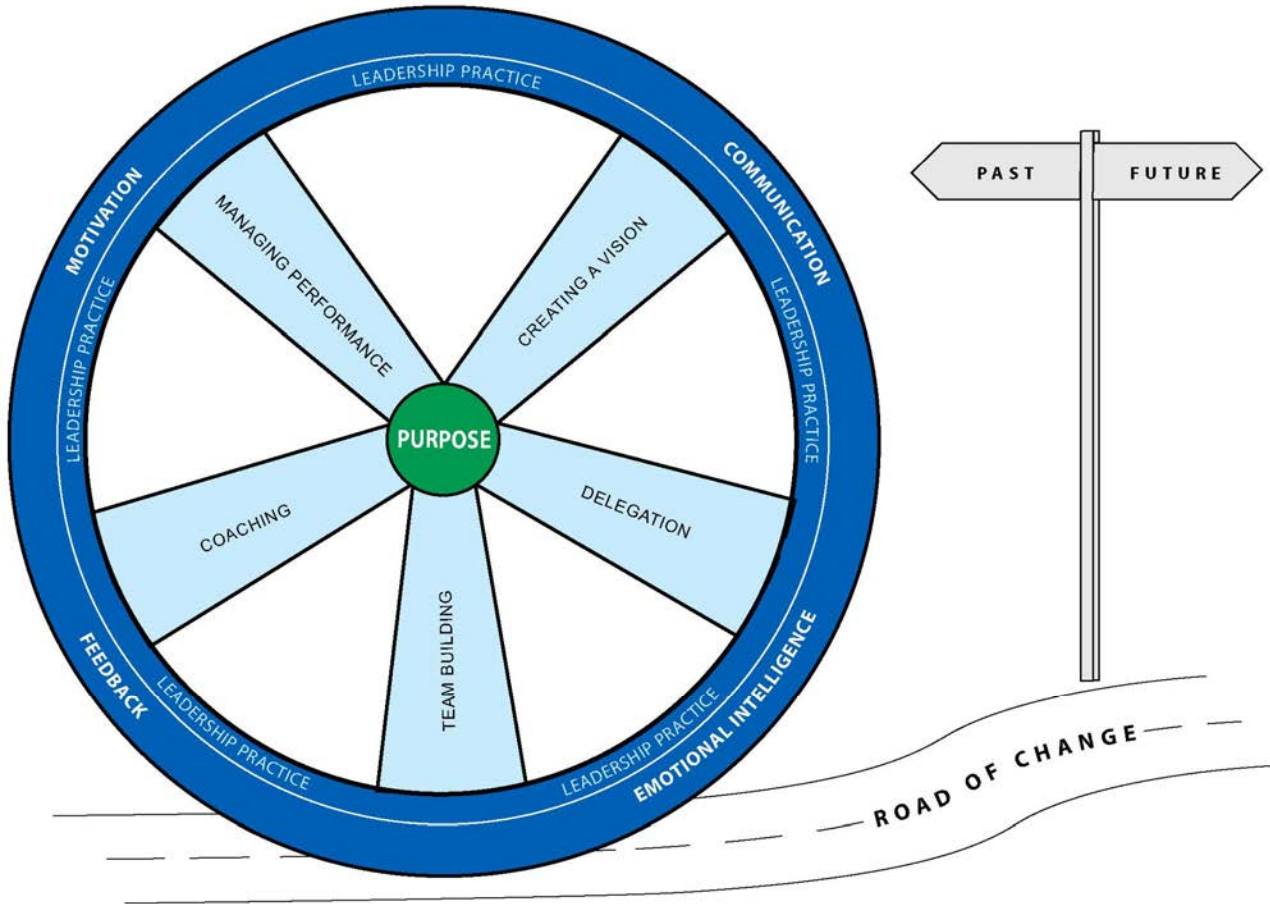 LEADERSHIP PRACTICE
MOTIVATION
COMMUNICATION
MANAGING PERFORMANCE
CREATING A VISION
LEADERSHIP PRACTICE
LEADERSHIP PRACTICE
PURPOSE
COACHING
DELEGATION
TEAM BUILDING
FEEDBACK
LEADERSHIP PRACTICE
LEADERSHIP PRACTICE
EMOTIONAL INTELLIGENCE
PAST
FUTURE
ROAD OF CHANGE